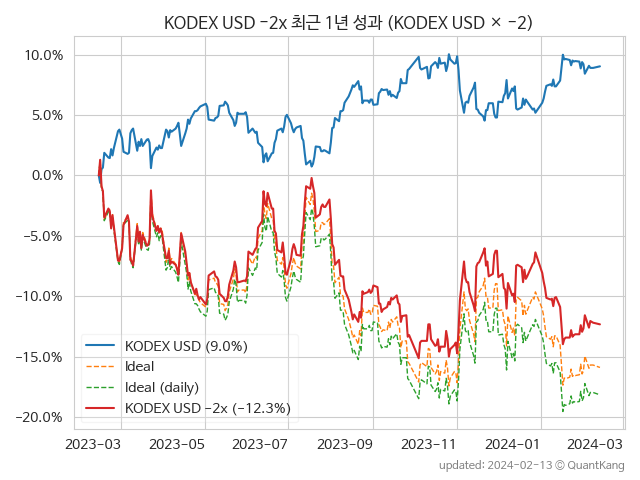 KODEX USD -2x 최근 1년 성과 (KODEX USD × -2)
10.0%
5.0%
0.0%
-5.0%
-10.0%
-15.0%
-20.0%
KODEX USD (9.0%)
Ideal
Ideal (daily)
KODEX USD -2x (-12.3%)
2023-03
2023-05
2023-07
2023-09
2023-11
2024-01
2024-03
updated: 2024-02-13 ⓒ QuantKang